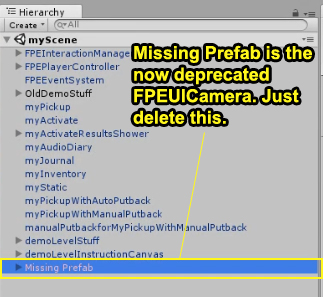 Hierarchy
Create
All
myScene
FPEInteractionManage
FPEPlayerController
FPEEventSystem
OldDemoStuff
myPickup
myActivate
myActivateResultsShower
myAudioDiary
myJournal
myInventory
myStatic
myPickupWithAutoPutback
myPickupWithManualPutback
manualPutbackforMyPickupWithManualPutback
demoLevelStuff
demoLevelInstructionCanvas
Missing Prefab
Missing Prefab is the
now deprecated
FPEUICamera. Just
delete this.